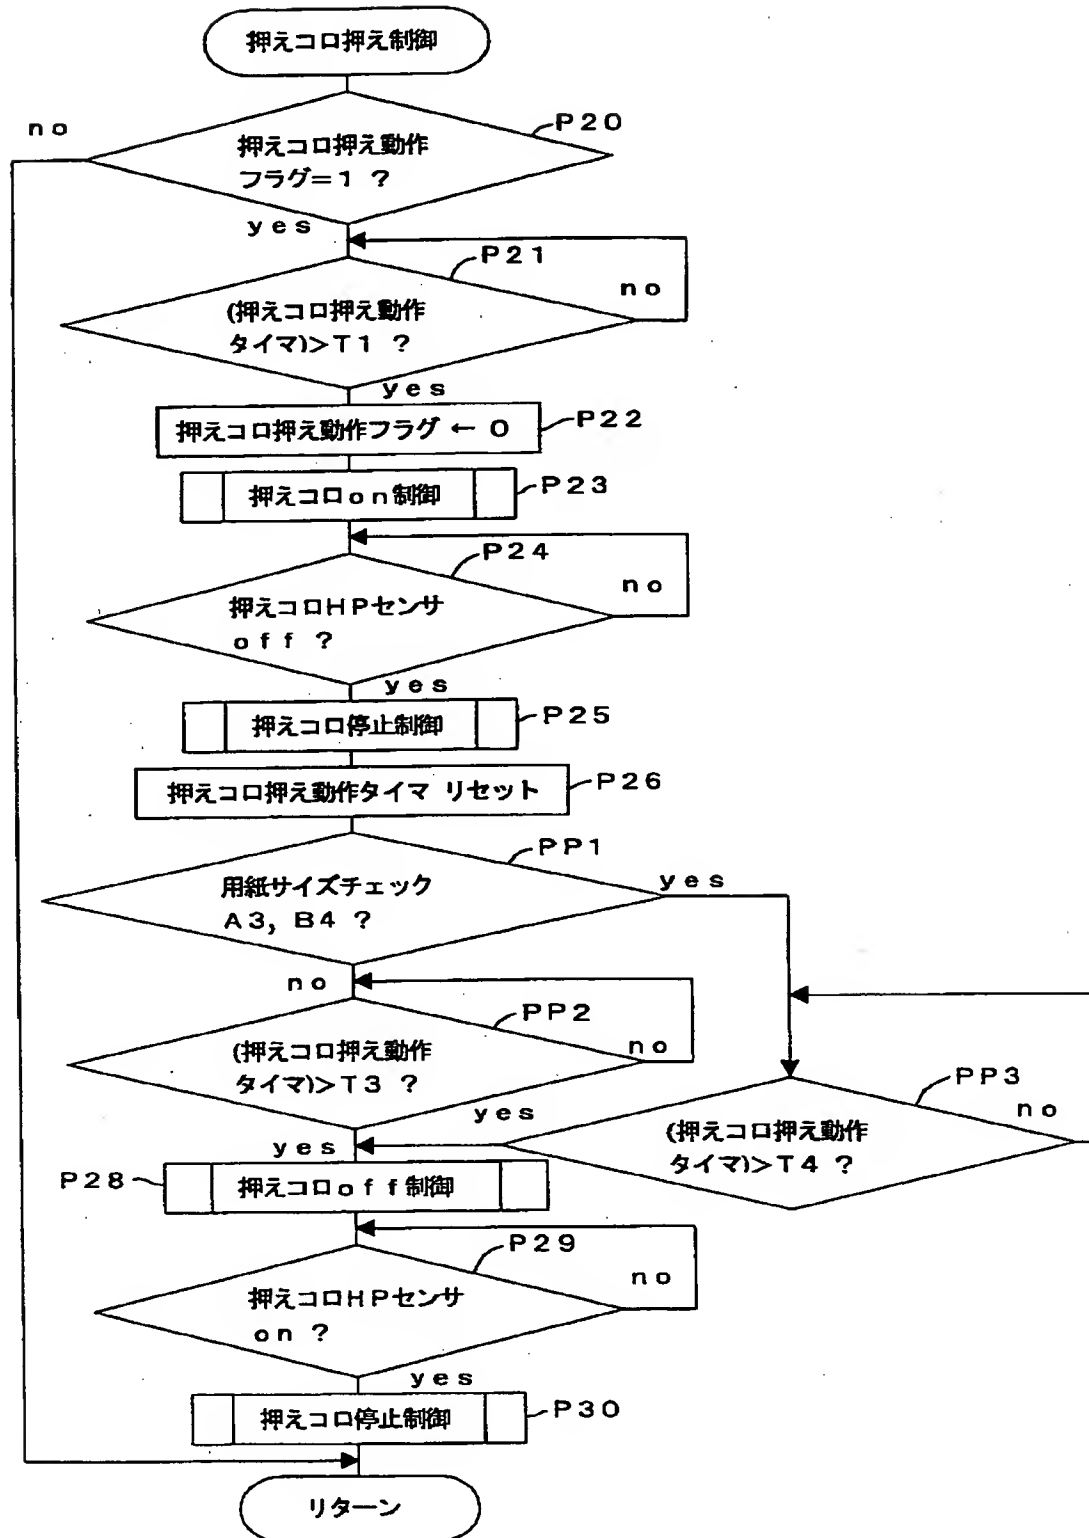 押えコロ押え制御
no
P20
押えコロ押え動作
フラグ=1 ?
yes
P21
no
(押えコロ押え動作
タイマ)>T1 ?
yes
押えコロ押え動作フラグ ← 0
P22
押えコロon制御
P23
P24
no
押えコロHPセンサ
off ?
yes
押えコロ停止制御
P25
押えコロ押え動作タイマ リセット
P26
PP1
用紙サイズチェック
A3, B4 ?
yes
no
PP2
no
(押えコロ押え動作
タイマ)>T3 ?
yes
PP3
no
(押えコロ押え動作
タイマ)>T4 ?
yes
P28
押えコロoff制御
P29
no
押えコロHPセンサ
on ?
yes
押えコロ停止制御
P30
リターン